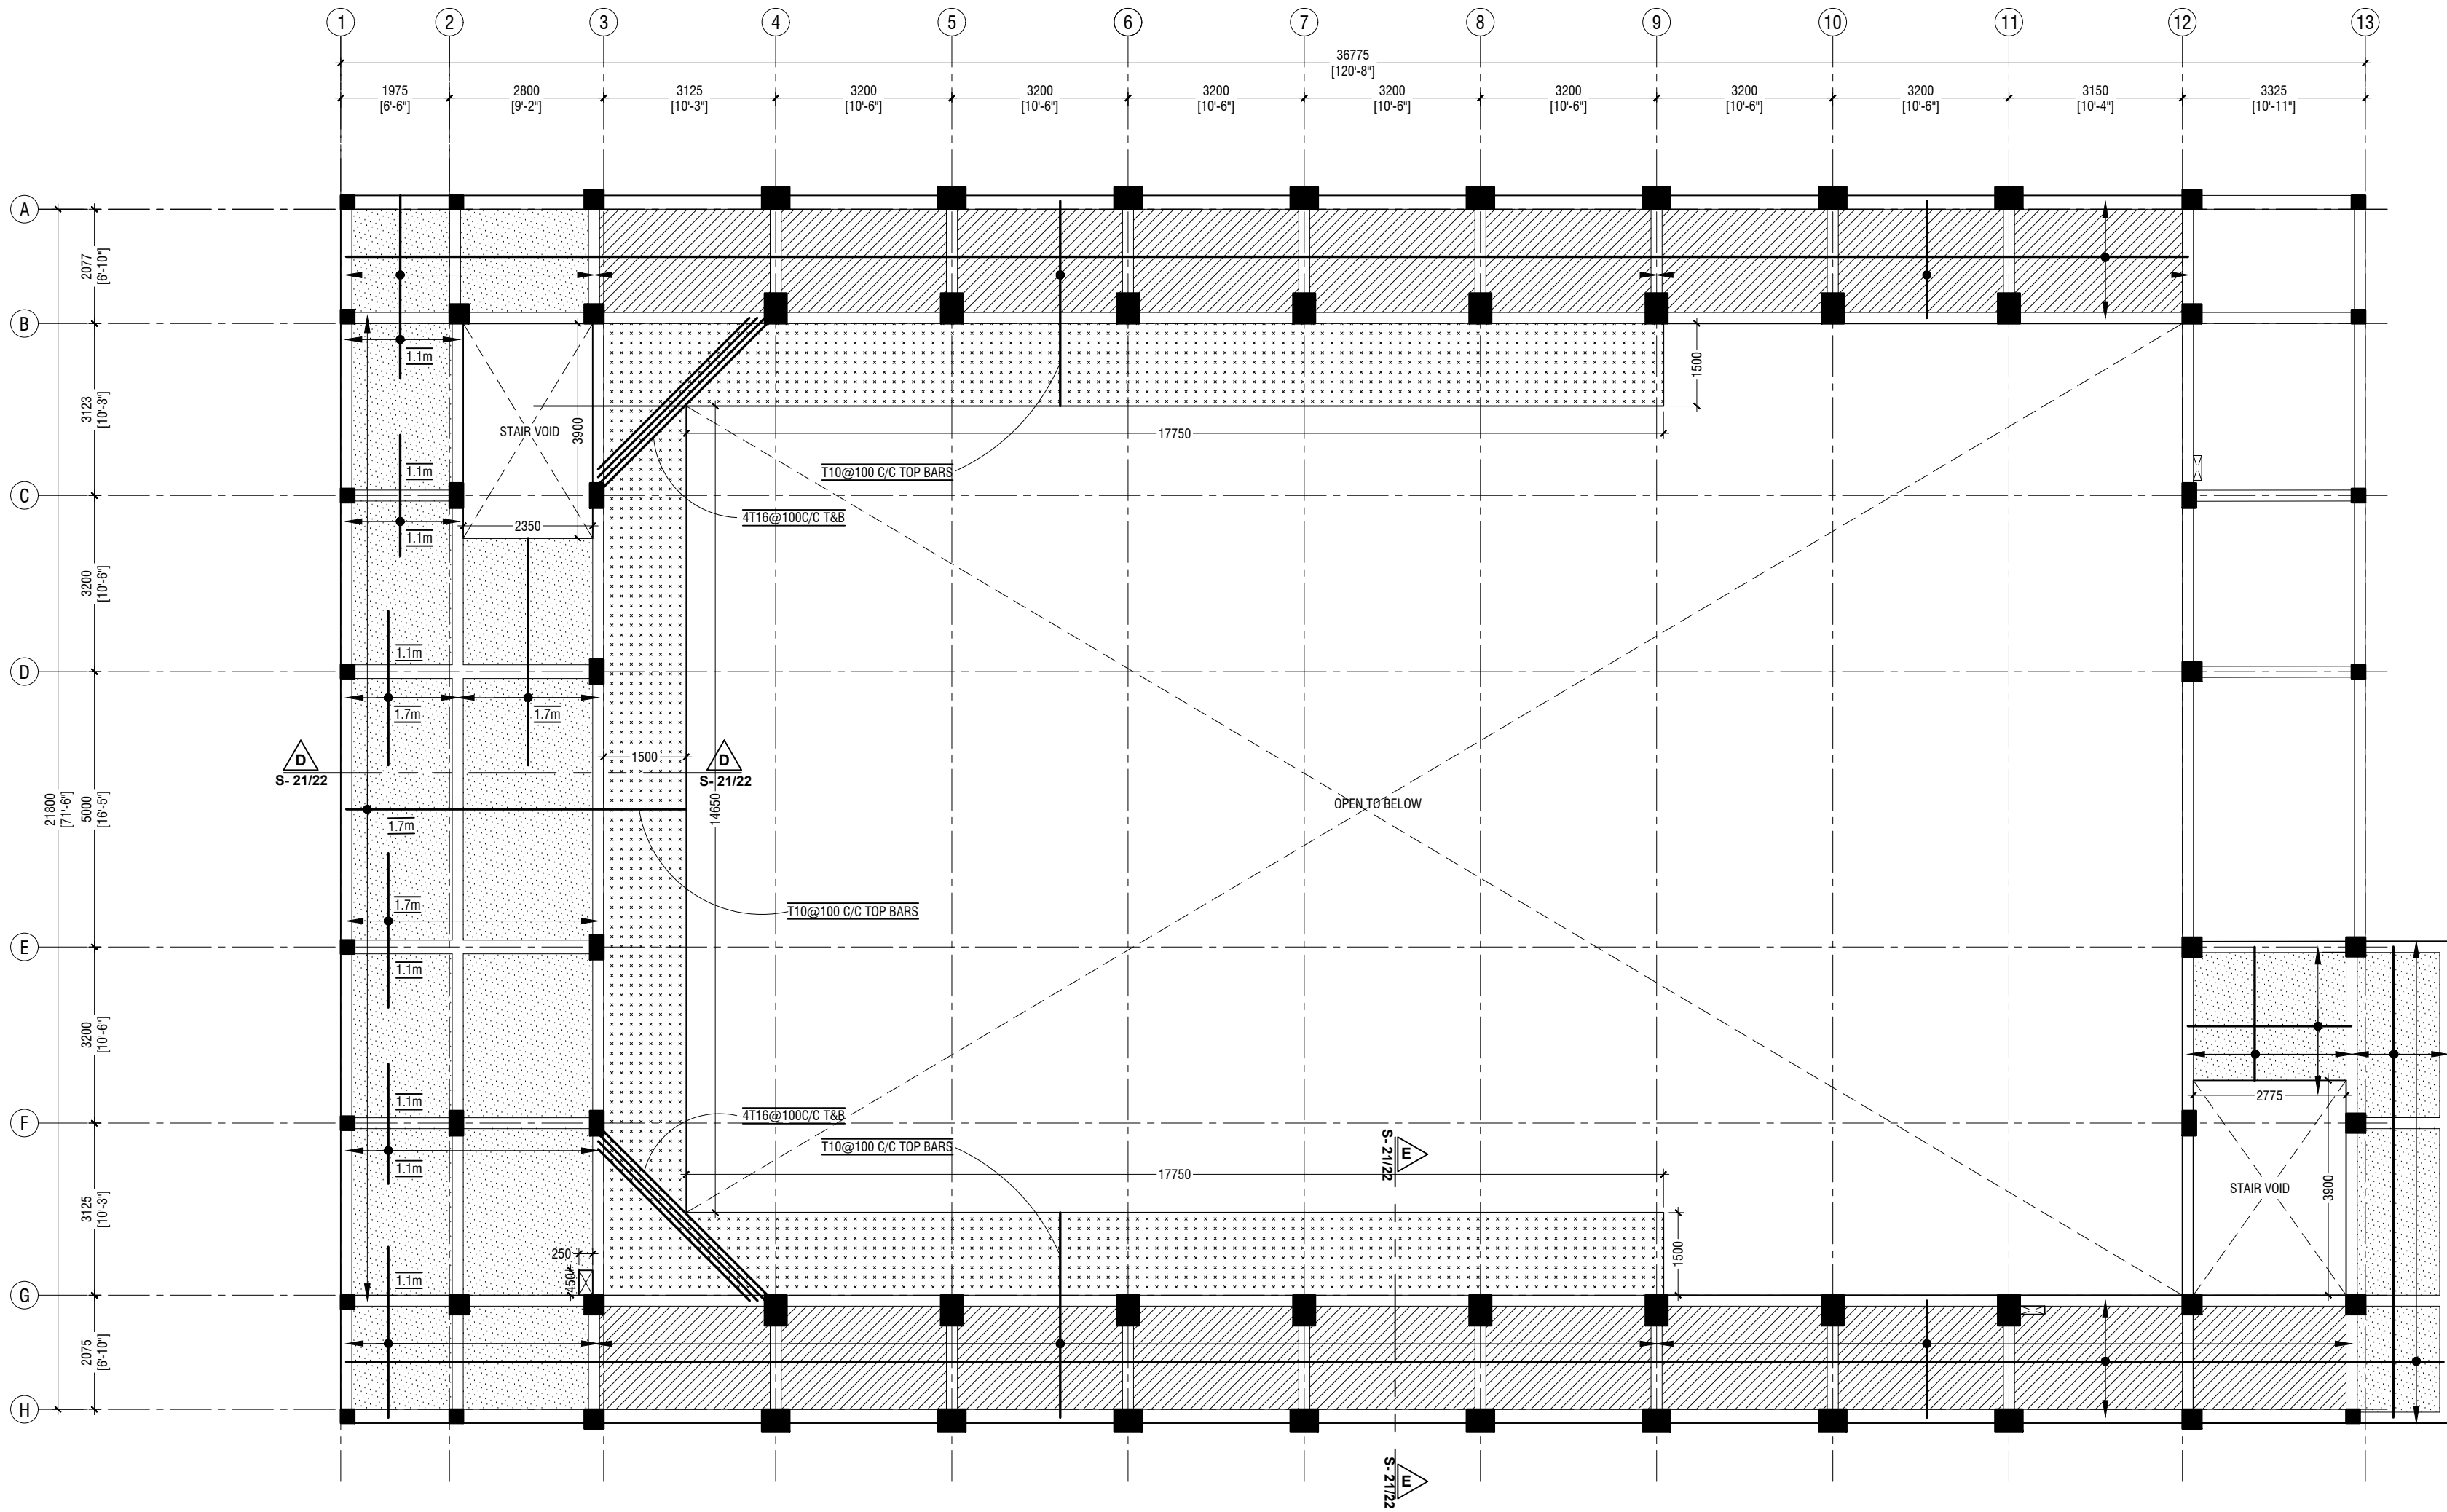 1
2
3
4
5
6
7
8
9
10
11
12
13
36775
[120'-8"]
1975
[6'-6"]
2800
[9'-2"]
3125
[10'-3"]
3200
[10'-6"]
3200
[10'-6"]
3200
[10'-6"]
3200
[10'-6"]
3200
[10'-6"]
3200
[10'-6"]
3200
[10'-6"]
3150
[10'-4"]
3325
[10'-11"]
A
2077
[6'-10"]
B
1.1m
1500
3123
[10'-3"]
STAIR VOID
3900
17750
1.1m
T10@100 C/C TOP BARS
C
4T16@100C/C T&B
2350
1.1m
3200
[10'-6"]
1.1m
D
1.7m
1.7m
D
S- 21/22
1500
D
S- 21/22
21800
[71'-6"]
5000
[16'-5"]
14650
OPEN TO BELOW
1.7m
1.7m
T10@100 C/C TOP BARS
E
1.1m
3200
[10'-6"]
2775
1.1m
4T16@100C/C T&B
F
T10@100 C/C TOP BARS
S- 21/22
E
1.1m
17750
STAIR VOID
3900
3125
[10'-3"]
250
450
1.1m
1500
G
2075
[6'-10"]
H
S- 21/22
E